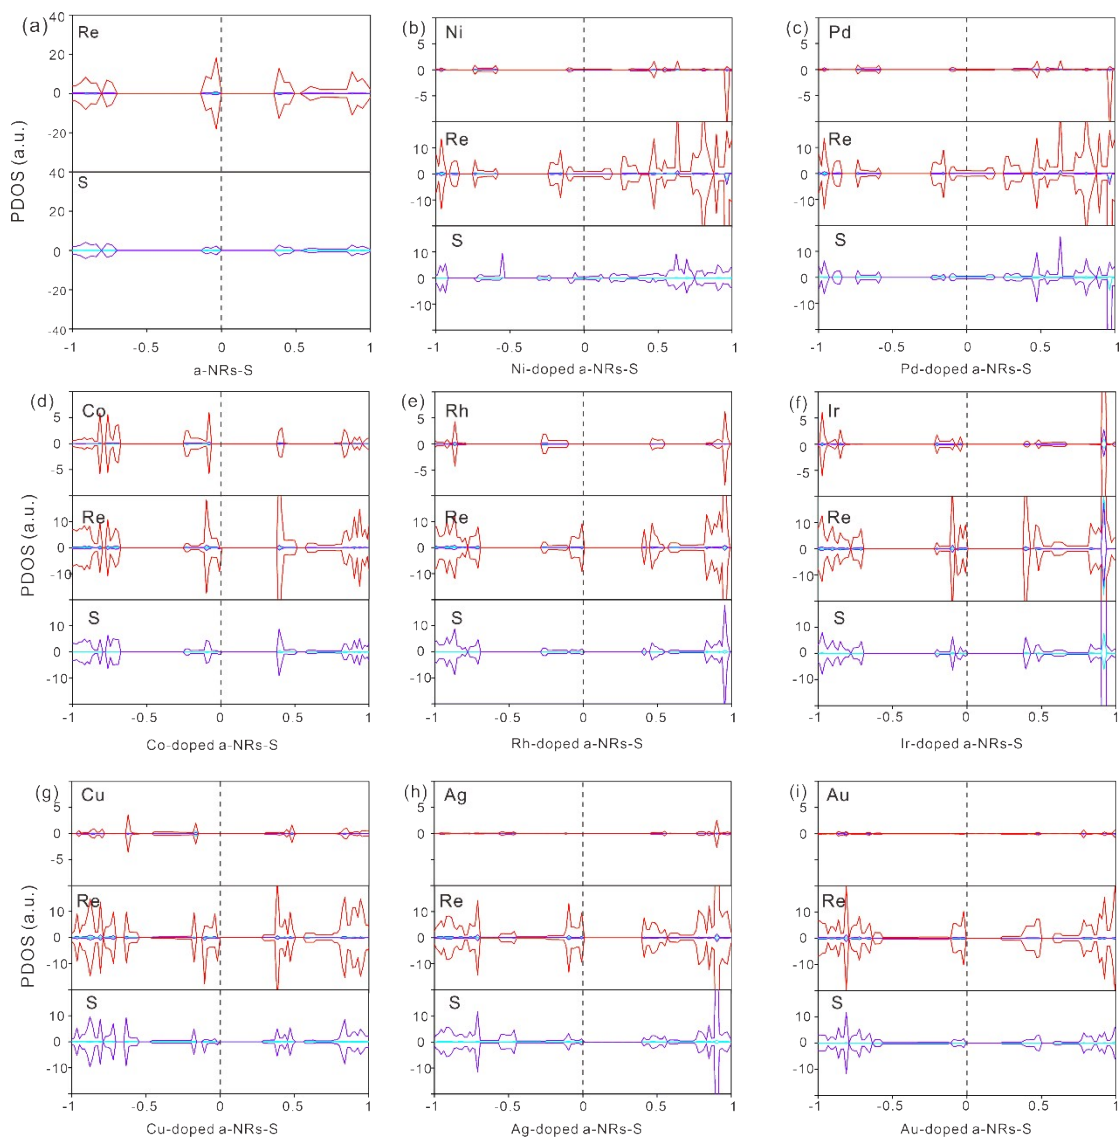 (a)
Re
40
20
0
-20
40
S
20
0
-20
-40
PDOS (a.u.)
-1 -0.5 0 0.5 1
a-NRs-S
(b)
Ni
5
0
-5
Re
10
0
-10
S
10
0
-10
-1 -0.5 0 0.5 1
Ni-doped a-NRs-S
(c)
Pd
5
0
-5
Re
10
0
-10
S
10
0
-10
-1 -0.5 0 0.5 1
Pd-doped a-NRs-S
(d)
Co
5
0
-5
Re
10
0
-10
S
10
0
-10
PDOS (a.u.)
-1 -0.5 0 0.5 1
Co-doped a-NRs-S
(e)
Rh
5
0
-5
Re
10
0
-10
S
10
0
-10
-1 -0.5 0 0.5 1
Rh-doped a-NRs-S
(f)
Ir
5
0
-5
Re
10
0
-10
S
10
0
-10
-1 -0.5 0 0.5 1
Ir-doped a-NRs-S
(g)
Cu
5
0
-5
Re
10
0
-10
S
10
0
-10
PDOS (a.u.)
-1 -0.5 0 0.5 1
Cu-doped a-NRs-S
(h)
Ag
5
0
-5
Re
10
0
-10
S
10
0
-10
-1 -0.5 0 0.5 1
Ag-doped a-NRs-S
(i)
Au
5
0
-5
Re
10
0
-10
S
10
0
-10
-1 -0.5 0 0.5 1
Au-doped a-NRs-S